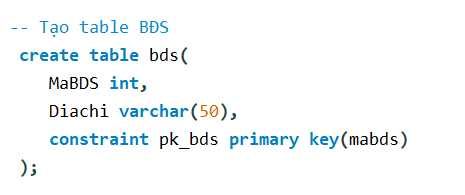 -- Tạo table BĐS
create table bds(
MaBDS int,
Diachi varchar(50),
constraint pk_bds primary key(mabds)
);